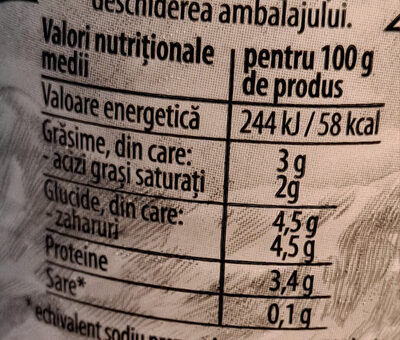 deschiderea ambalajului.
Valori nutriționale medii pentru 100 g de produs
Valoare energetică 244 kJ / 58 kcal
Grăsime, din care: 3 g
- acizi grași saturați 2g
Glucide, din care: 4,5 g
- zaharuri 4,5 g
Proteine 3,4 g
Sare* 0,1 g
* echivalent sodiu